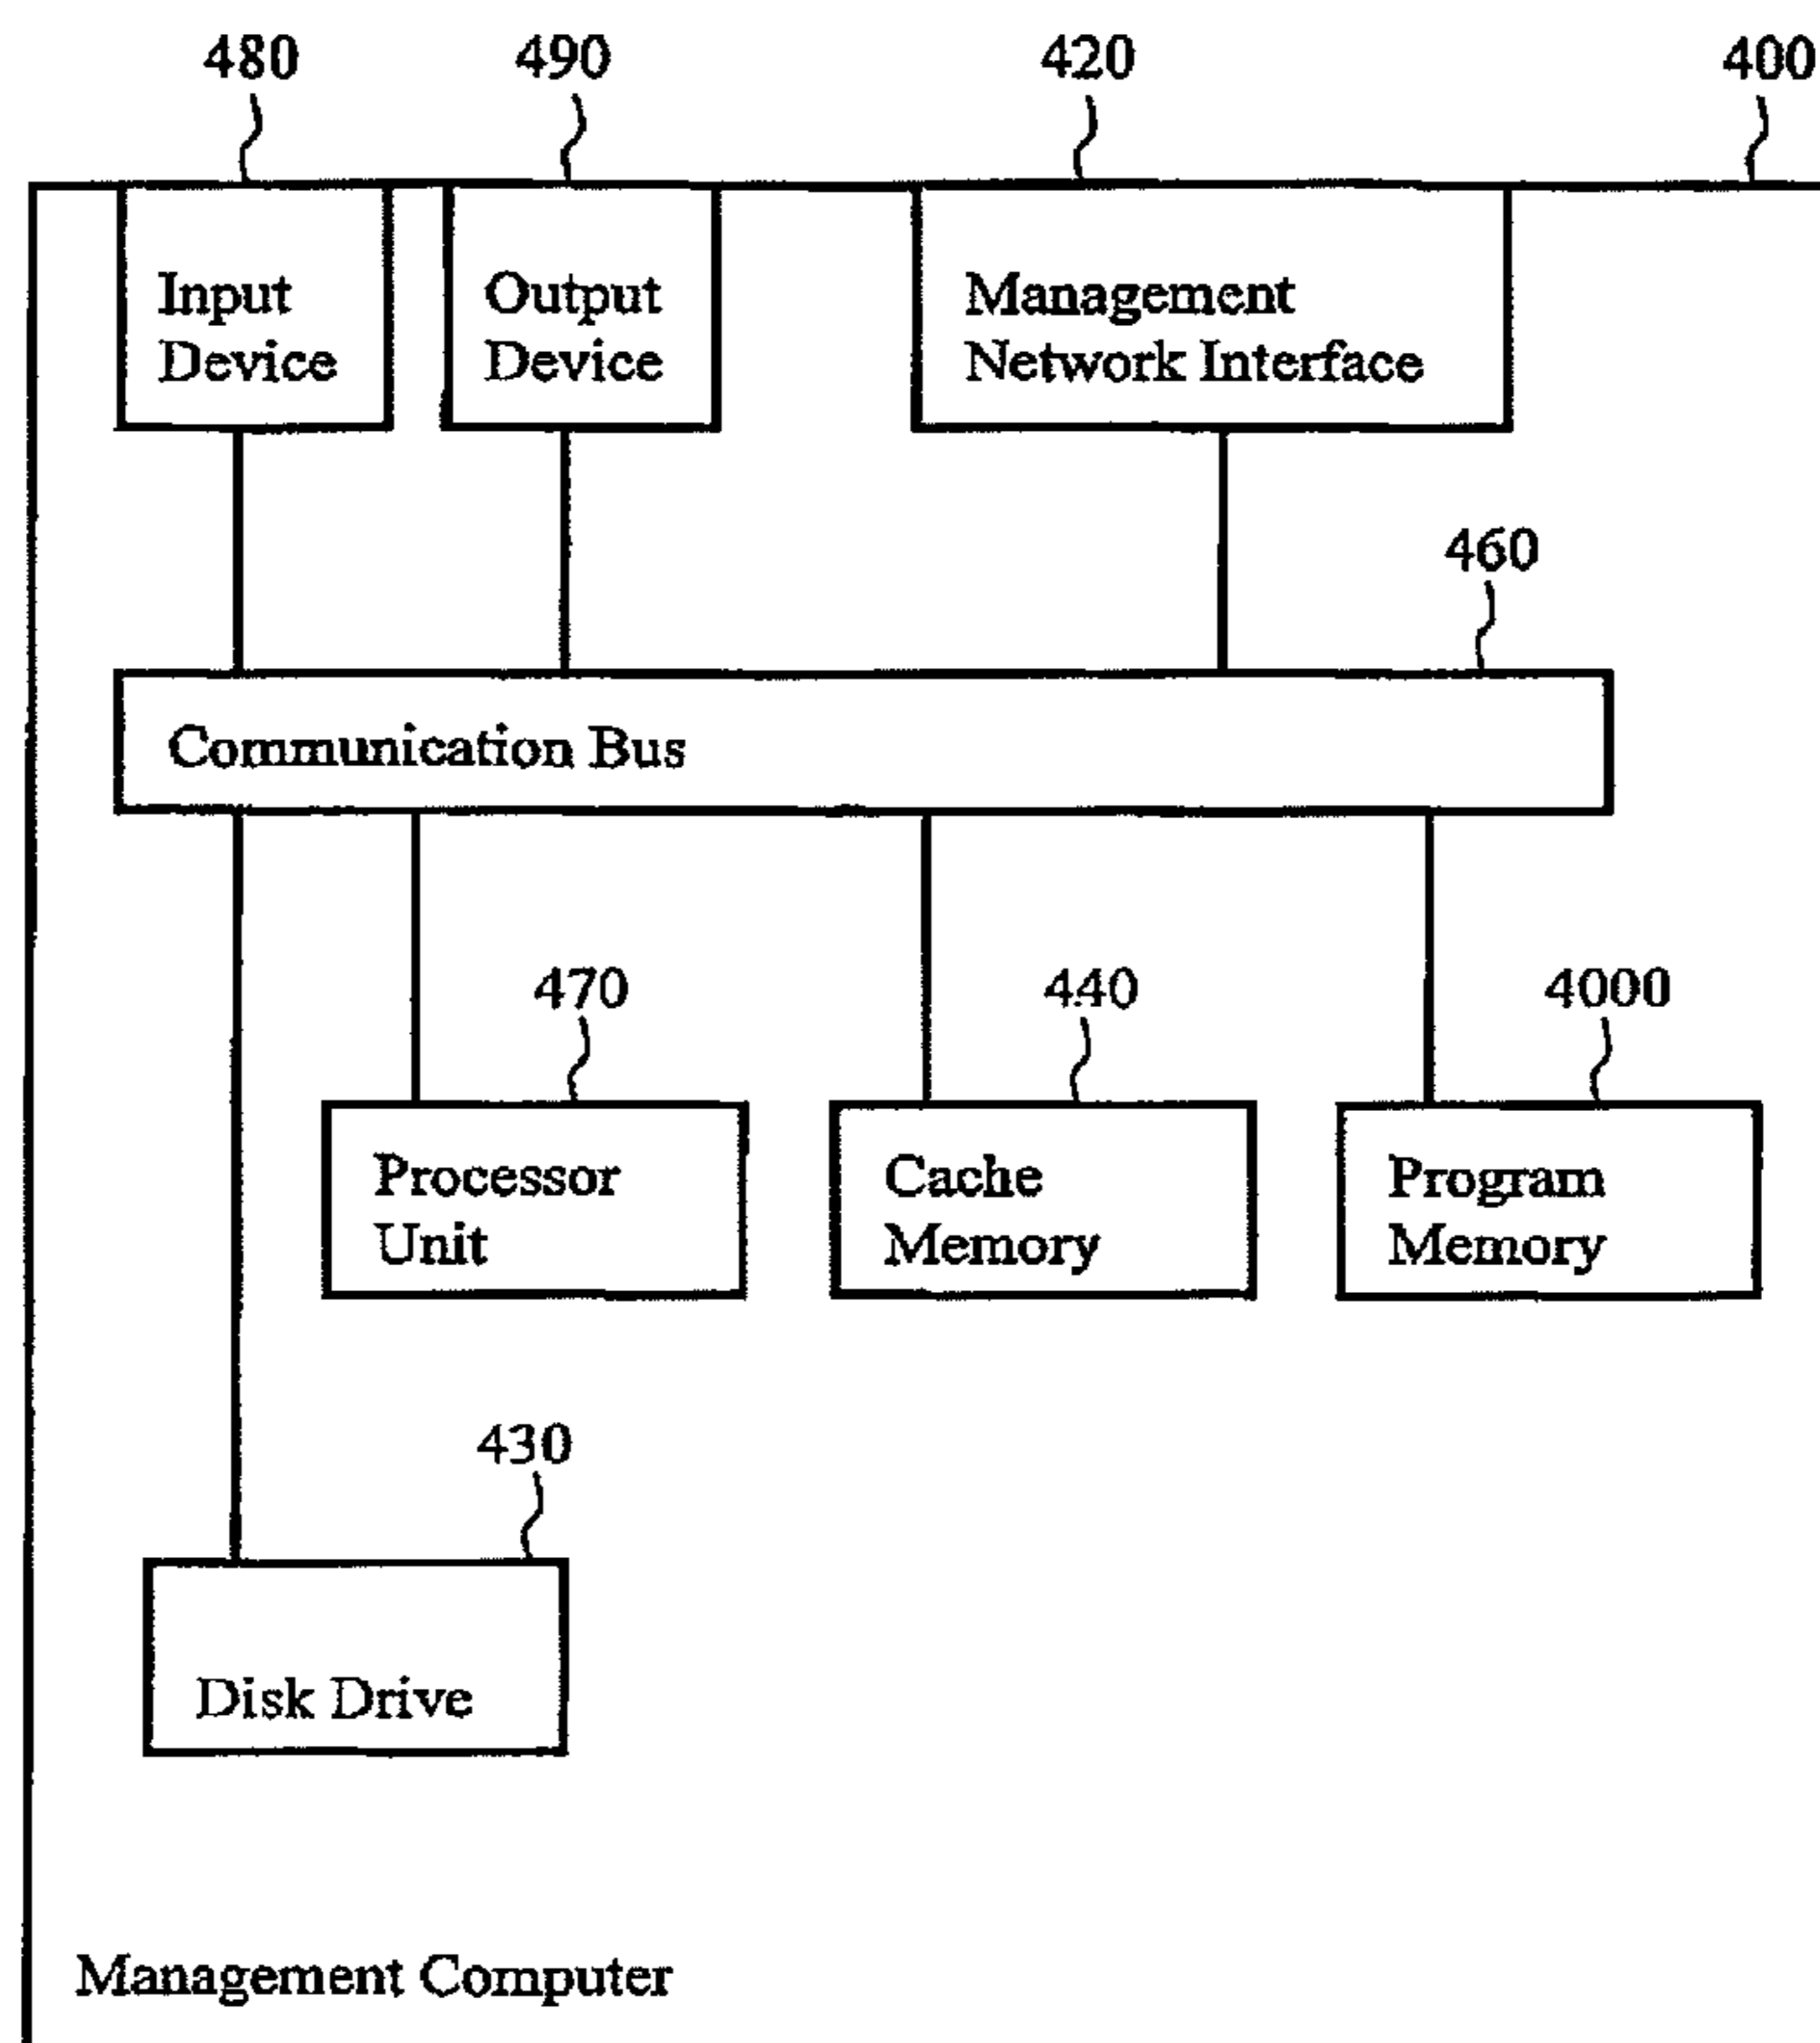 480 490 420 400
Input
Device
Output
Device
Management
Network Interface
460
Communication Bus
470 440 4000
Processor
Unit
Cache
Memory
Program
Memory
430
Disk Drive
Management Computer